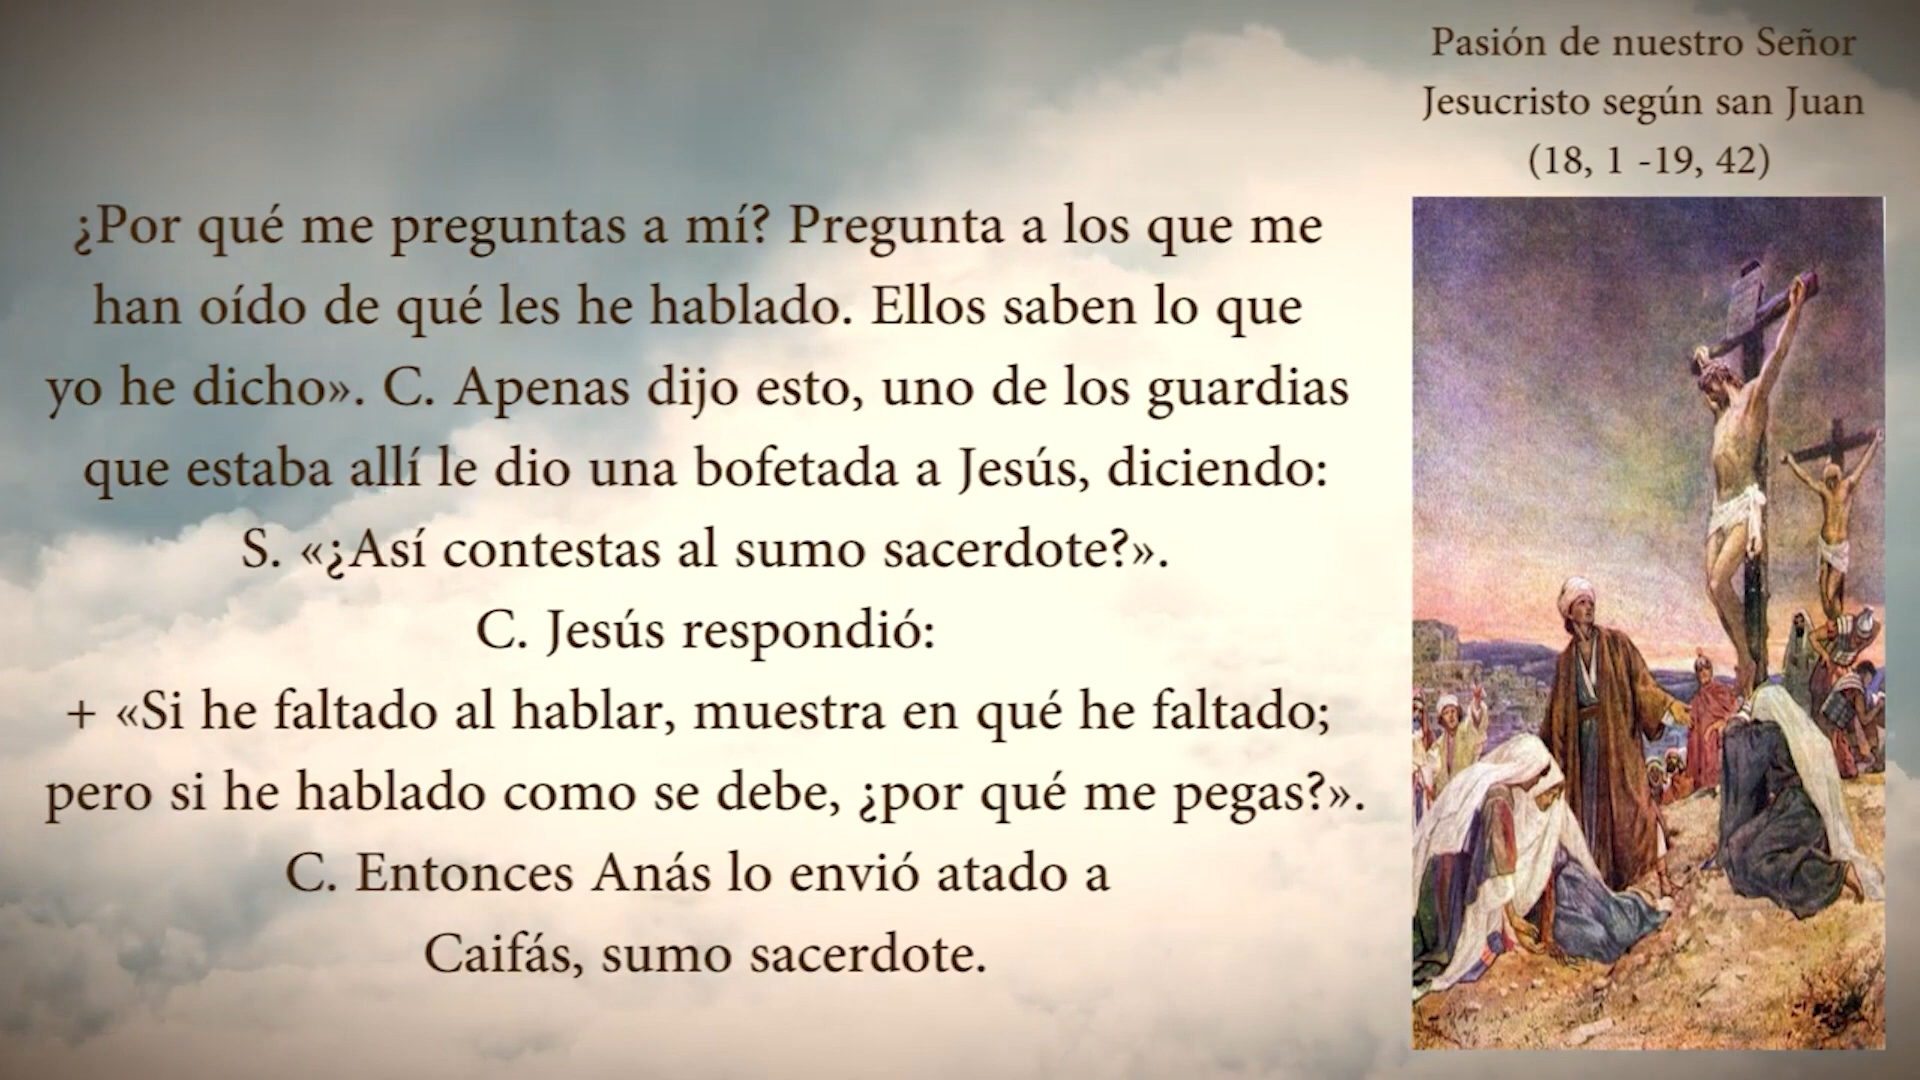 Pasión de nuestro Señor
Jesucristo según san Juan
(18, 1 -19, 42)
¿Por qué me preguntas a mí? Pregunta a los que me
han oído de qué les he hablado. Ellos saben lo que
yo he dicho». C. Apenas dijo esto, uno de los guardias
que estaba allí le dio una bofetada a Jesús, diciendo:
S. «¿Así contestas al sumo sacerdote?».
C. Jesús respondió:
+ «Si he faltado al hablar, muestra en qué he faltado;
pero si he hablado como se debe, ¿por qué me pegas?».
C. Entonces Anás lo envió atado a
Caifás, sumo sacerdote.